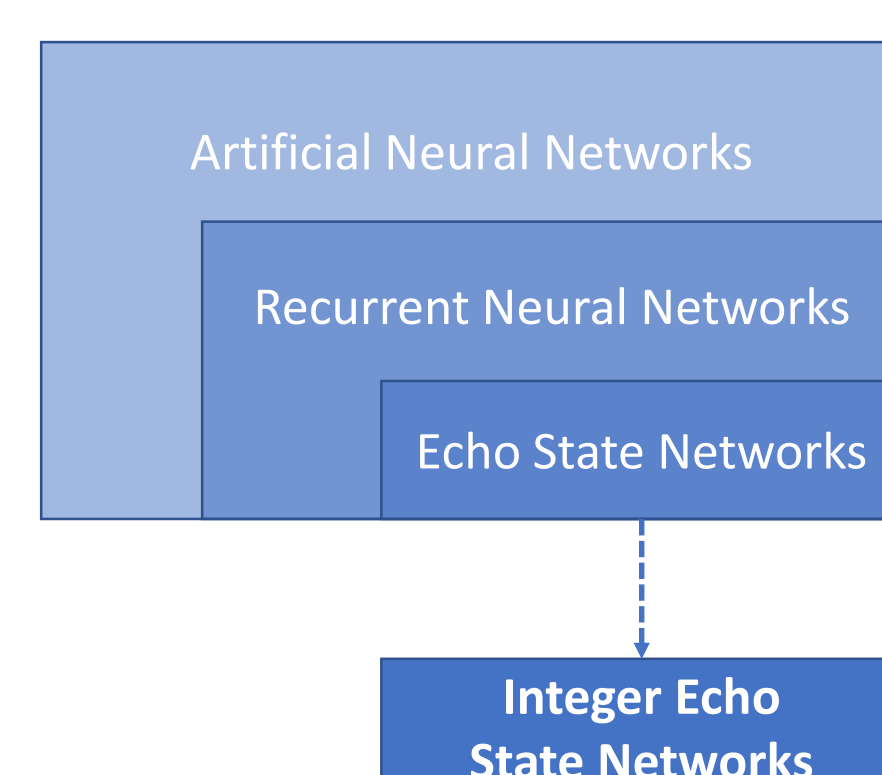 Artificial Neural Networks
Recurrent Neural Networks
Echo State Networks
Integer Echo
State Networks